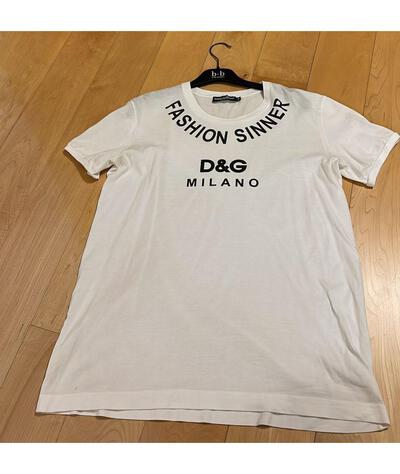 b-b
FASHION SINNER
D&G
MILANO